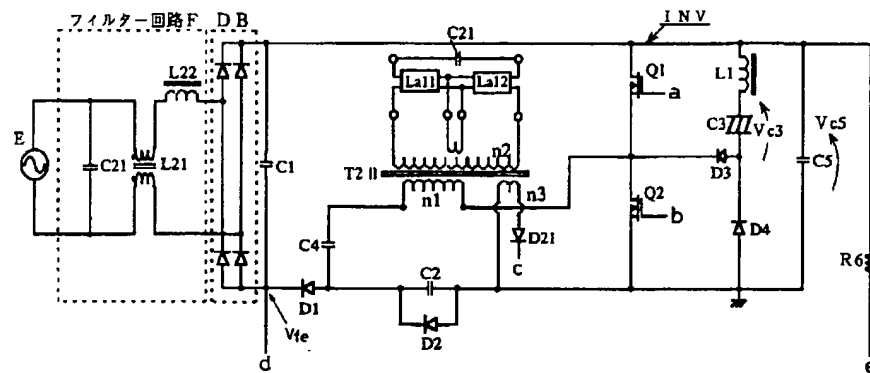 フィルター回路F DB
INV
C21
L22
La11 La12
Q1
a
L1
E
C3 Vc3
Vc5
C21
L21
C1
n2
C5
T2
D3
n1
n3
Q2
b
C4
D21
D4
R6
c
C2
D1
Vfe
D2
d
e